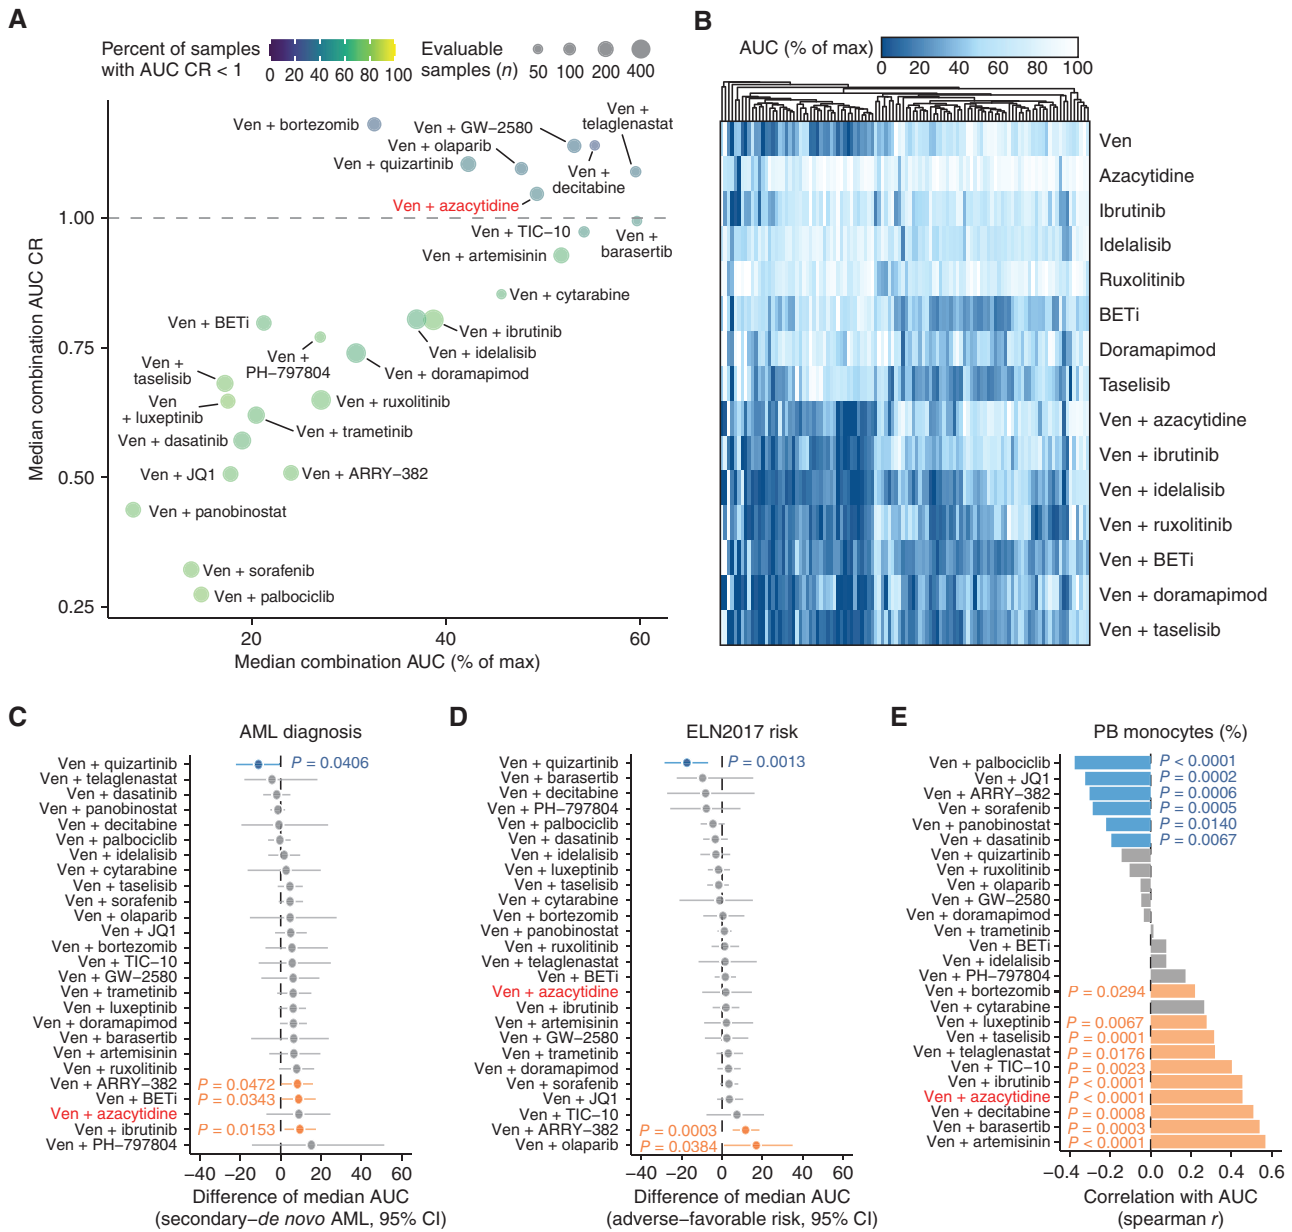 A
Percent of samples
with AUC CR < 1
0 20 40 60 80 100
Evaluable
samples (n)
50 100 200 400
Median combination AUC CR
1.00
0.75
0.50
0.25
20 40 60
Median combination AUC (% of max)
Ven + bortezomib
Ven + GW−2580
Ven +
telaglenastat
Ven + olaparib
Ven + quizartinib
Ven +
decitabine
Ven + azacytidine
Ven + TIC−10
Ven +
barasertib
Ven + artemisinin
Ven + cytarabine
Ven + BETi
Ven + ibrutinib
Ven +
PH−797804
Ven + idelalisib
Ven +
taselisib
Ven + doramapimod
Ven
+ luxeptinib
Ven + ruxolitinib
Ven + trametinib
Ven + dasatinib
Ven + JQ1
Ven + ARRY−382
Ven + panobinostat
Ven + sorafenib
Ven + palbociclib
B
AUC (% of max)
0 20 40 60 80 100
Ven
Azacytidine
Ibrutinib
Idelalisib
Ruxolitinib
BETi
Doramapimod
Taselisib
Ven + azacytidine
Ven + ibrutinib
Ven + idelalisib
Ven + ruxolitinib
Ven + BETi
Ven + doramapimod
Ven + taselisib
C
AML diagnosis
Ven + quizartinib P = 0.0406
Ven + telaglenastat
Ven + dasatinib
Ven + panobinostat
Ven + decitabine
Ven + palbociclib
Ven + idelalisib
Ven + cytarabine
Ven + taselisib
Ven + sorafenib
Ven + olaparib
Ven + JQ1
Ven + bortezomib
Ven + TIC−10
Ven + GW−2580
Ven + trametinib
Ven + luxeptinib
Ven + doramapimod
Ven + barasertib
Ven + artemisinin
Ven + ruxolitinib
Ven + ARRY−382 P = 0.0472
Ven + BETi P = 0.0343
Ven + azacytidine
Ven + ibrutinib P = 0.0153
Ven + PH−797804
−40 −20 0 20 40 60
Difference of median AUC
(secondary–de novo AML, 95% CI)
D
ELN2017 risk
Ven + quizartinib P = 0.0013
Ven + barasertib
Ven + decitabine
Ven + PH−797804
Ven + palbociclib
Ven + dasatinib
Ven + idelalisib
Ven + luxeptinib
Ven + taselisib
Ven + cytarabine
Ven + bortezomib
Ven + panobinostat
Ven + ruxolitinib
Ven + telaglenastat
Ven + BETi
Ven + azacytidine
Ven + ibrutinib
Ven + artemisinin
Ven + GW−2580
Ven + trametinib
Ven + doramapimod
Ven + sorafenib
Ven + JQ1
Ven + TIC−10
Ven + ARRY−382 P = 0.0003
Ven + olaparib P = 0.0384
−40 −20 0 20 40 60
Difference of median AUC
(adverse–favorable risk, 95% CI)
E
PB monocytes (%)
Ven + palbociclib P < 0.0001
Ven + JQ1 P = 0.0002
Ven + ARRY−382 P = 0.0006
Ven + sorafenib P = 0.0005
Ven + panobinostat P = 0.0140
Ven + dasatinib P = 0.0067
Ven + quizartinib
Ven + ruxolitinib
Ven + olaparib
Ven + GW−2580
Ven + doramapimod
Ven + trametinib
Ven + BETi
Ven + idelalisib
Ven + PH−797804
Ven + bortezomib P = 0.0294
Ven + cytarabine
Ven + luxeptinib P = 0.0067
Ven + taselisib P = 0.0001
Ven + telaglenastat P = 0.0176
Ven + TIC−10 P = 0.0023
Ven + ibrutinib P < 0.0001
Ven + azacytidine P < 0.0001
Ven + decitabine P = 0.0008
Ven + barasertib P = 0.0003
Ven + artemisinin P < 0.0001
−0.4 −0.2 0.0 0.2 0.4 0.6
Correlation with AUC
(spearman r)